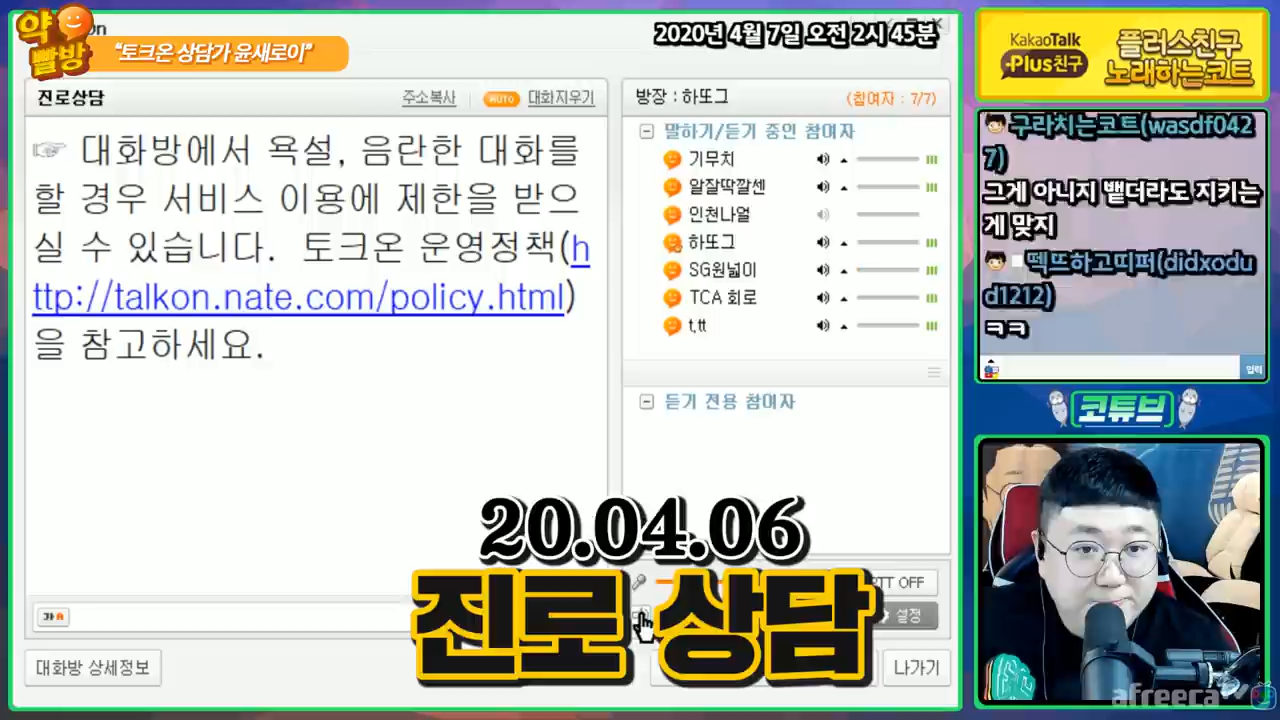 약빨방
"토크온 상담가 윤새로이"
2020년 4월 7일 오전 2시 45분
진로상담
주소복사
AUTO
대화지우기
☞ 대화방에서 욕설, 음란한 대화를
할 경우 서비스 이용에 제한을 받으
실 수 있습니다. 토크온 운영정책(h
ttp://talkon.nate.com/policy.html)
을 참고하세요.
방장 : 하또그
(참여자 : 7/7)
말하기/듣기 중인 참여자
기무치
알잘딱깔센
인천나얼
하또그
SG원널이
TCA 회로
t.tt
듣기 전용 참여자
20.04.06
진로 상담
PTT OFF
설정
가A
대화방 상세정보
나가기
KakaoTalk
Plus친구
플러스친구
노래하는코트
구라치는코트(wasdf042
7)
그게 아니지 뱉더라도 지키는
게 맞지
떽뜨하고띠퍼(didxodu
d1212)
ㅋㅋ
입력
코튜브
afreecaTV